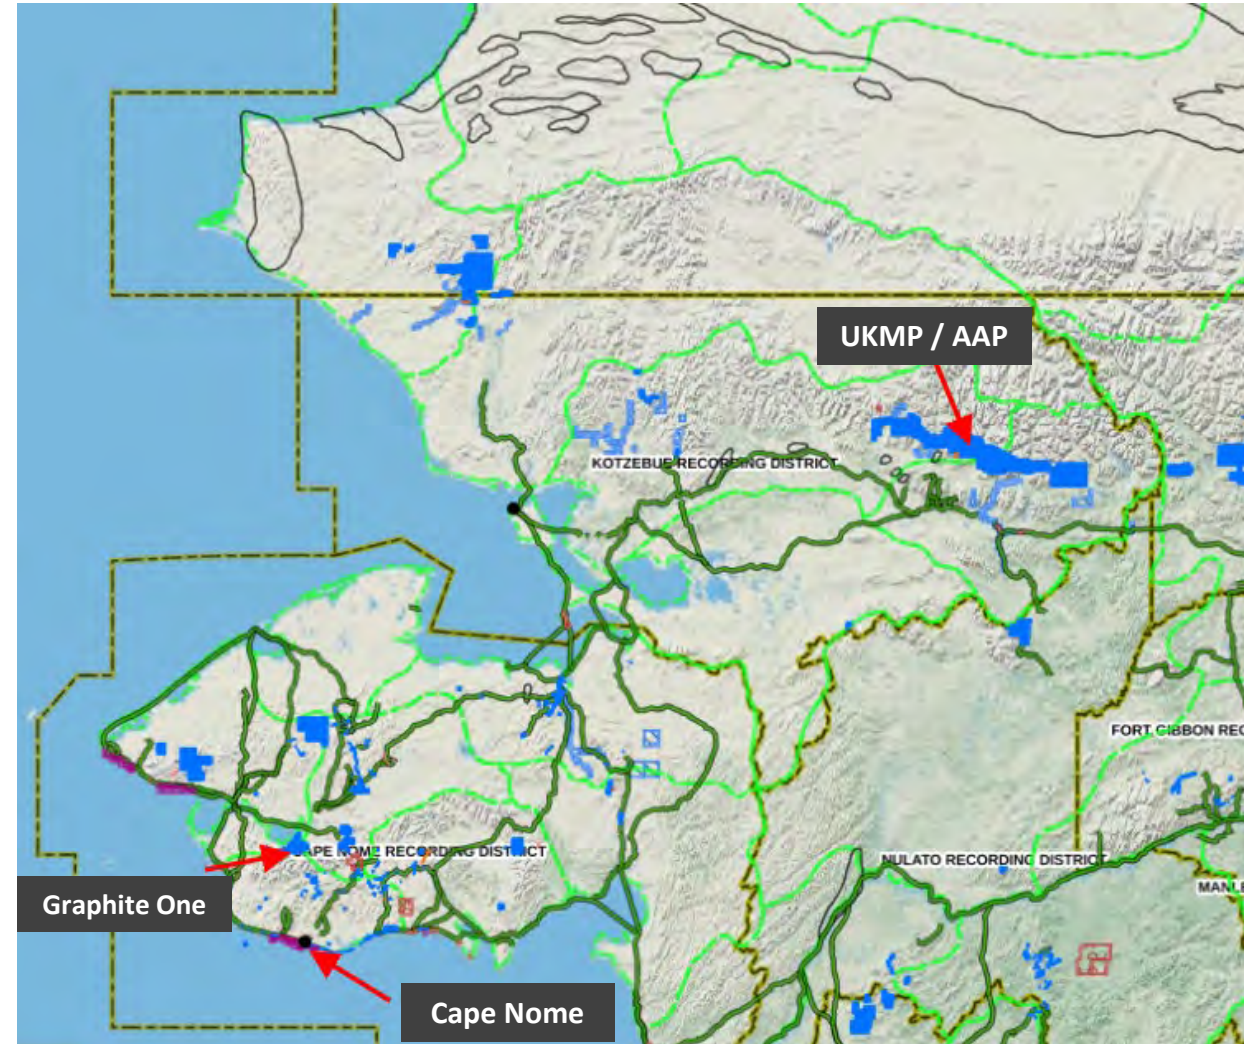 UKMP / AAP
KOTZEBUE RECORDING DISTRICT
FORT GIBBON REC
CAPE NOME RECORDING DISTRICT
NULATO RECORDING DISTRICT
MANLE
Graphite One
Cape Nome